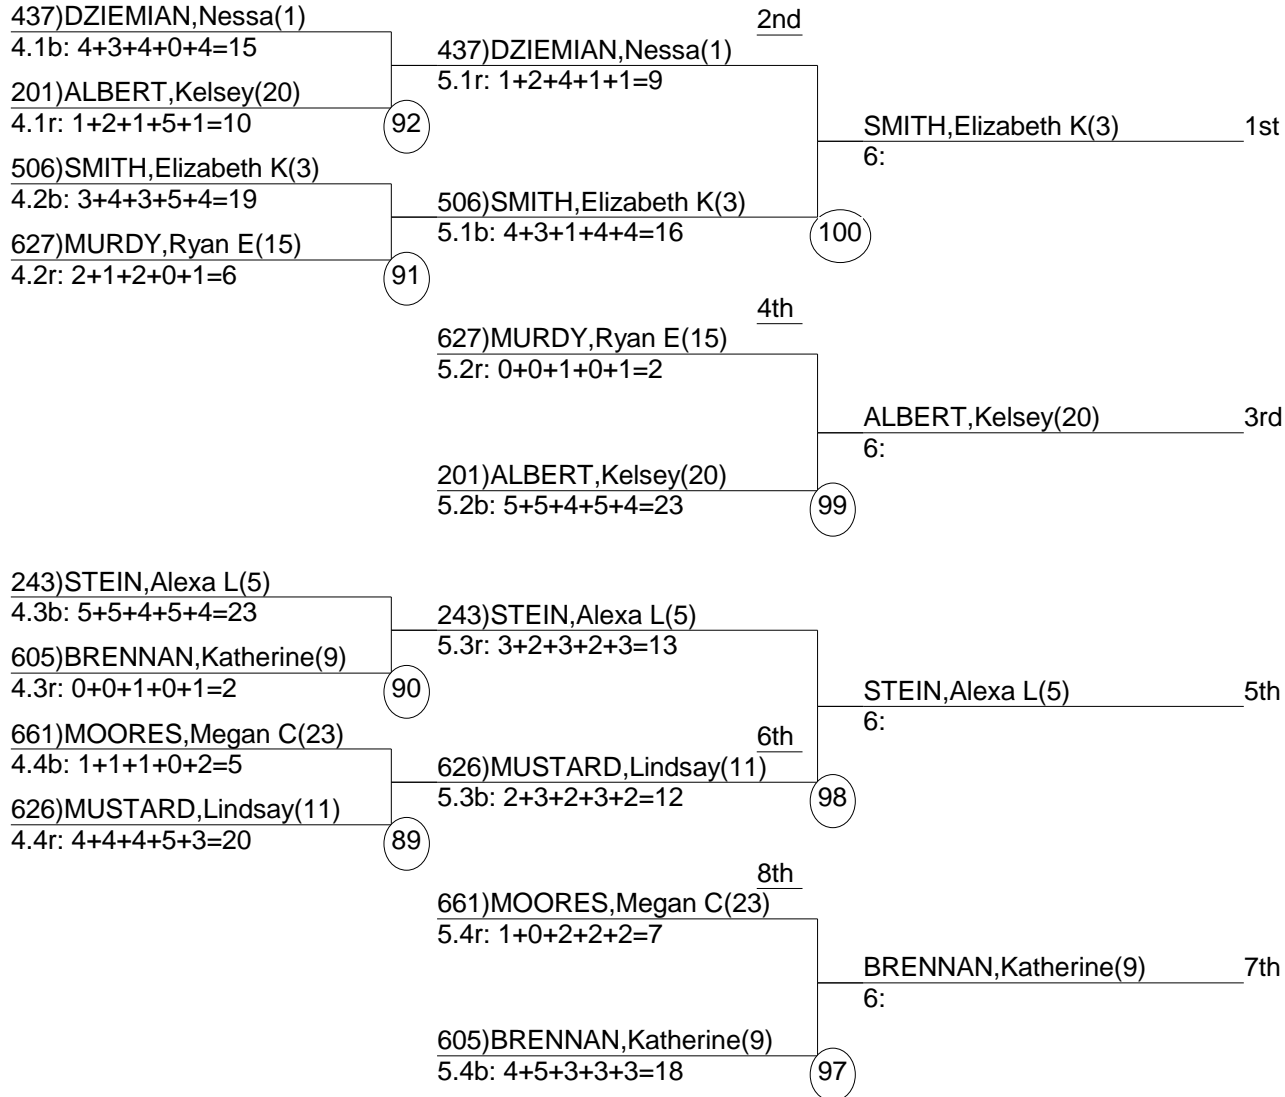 437)DZIEMIAN,Nessa(1)
4.1b: 4+3+4+0+4=15
201)ALBERT,Kelsey(20)
4.1r: 1+2+1+5+1=10
92
506)SMITH,Elizabeth K(3)
4.2b: 3+4+3+5+4=19
627)MURDY,Ryan E(15)
4.2r: 2+1+2+0+1=6
91
2nd
437)DZIEMIAN,Nessa(1)
5.1r: 1+2+4+1+1=9
506)SMITH,Elizabeth K(3)
5.1b: 4+3+1+4+4=16
100
SMITH,Elizabeth K(3) 1st
6:
4th
627)MURDY,Ryan E(15)
5.2r: 0+0+1+0+1=2
201)ALBERT,Kelsey(20)
5.2b: 5+5+4+5+4=23
99
ALBERT,Kelsey(20) 3rd
6:
243)STEIN,Alexa L(5)
4.3b: 5+5+4+5+4=23
605)BRENNAN,Katherine(9)
4.3r: 0+0+1+0+1=2
90
661)MOORES,Megan C(23)
4.4b: 1+1+1+0+2=5
626)MUSTARD,Lindsay(11)
4.4r: 4+4+4+5+3=20
89
243)STEIN,Alexa L(5)
5.3r: 3+2+3+2+3=13
6th
626)MUSTARD,Lindsay(11)
5.3b: 2+3+2+3+2=12
98
STEIN,Alexa L(5) 5th
6:
8th
661)MOORES,Megan C(23)
5.4r: 1+0+2+2+2=7
605)BRENNAN,Katherine(9)
5.4b: 4+5+3+3+3=18
97
BRENNAN,Katherine(9) 7th
6: